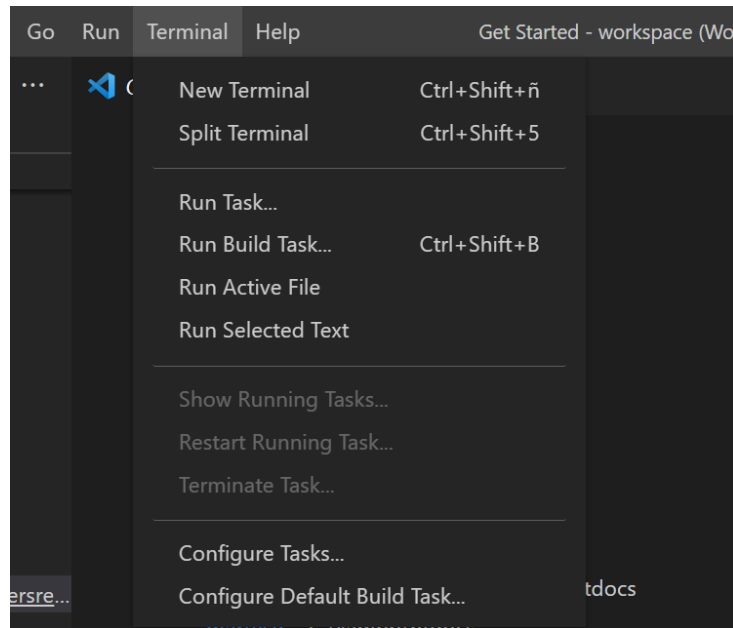 Go Run Terminal Help Get Started - workspace (Wo
...
New Terminal Ctrl+Shift+ñ
Split Terminal Ctrl+Shift+5
Run Task...
Run Build Task... Ctrl+Shift+B
Run Active File
Run Selected Text
Show Running Tasks...
Restart Running Task...
Terminate Task...
Configure Tasks...
tdocs
ersre...
Configure Default Build Task...